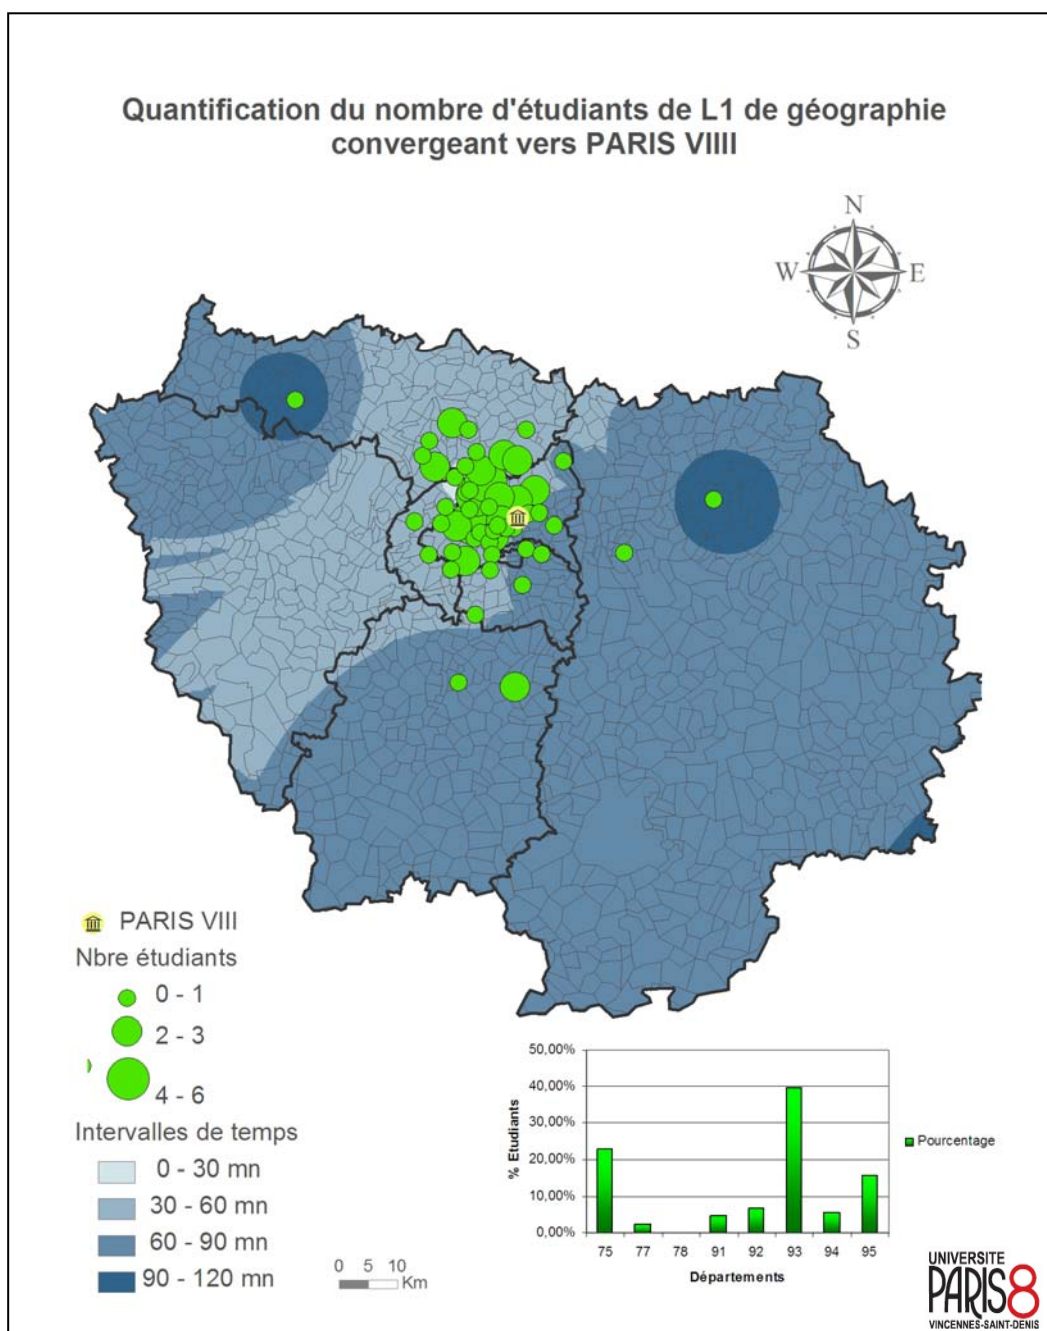 Quantification du nombre d'étudiants de L1 de géographie
convergeant vers PARIS VIIII
N
W E
S
PARIS VIII
Nbre étudiants
0 - 1
2 - 3
4 - 6
Intervalles de temps
0 - 30 mn
30 - 60 mn
60 - 90 mn
90 - 120 mn
0 5 10
Km
50,00%
40,00%
30,00%
20,00%
10,00%
0,00%
% Etudiants
75 77 78 91 92 93 94 95
Départements
Pourcentage
UNIVERSITE
PARIS8
VINCENNES-SAINT-DENIS